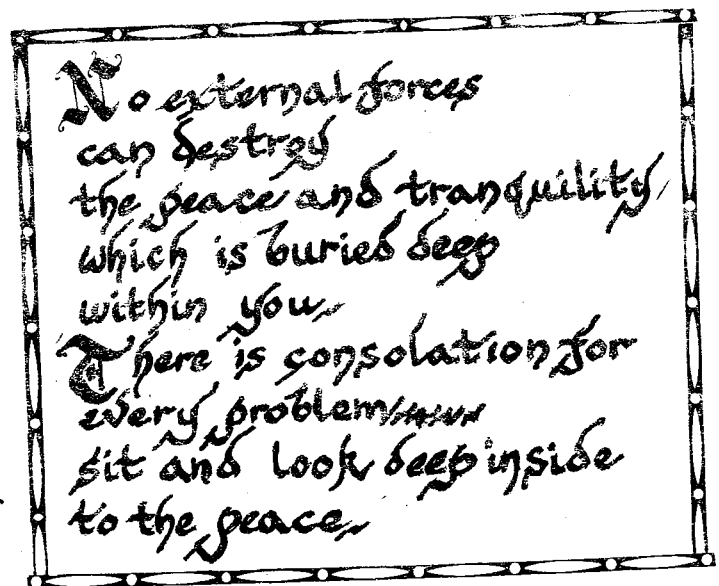 No external forces
can destroy
the peace and tranquility
which is buried deep
within you
There is consolation for
every problem
sit and look deep inside
to the peace